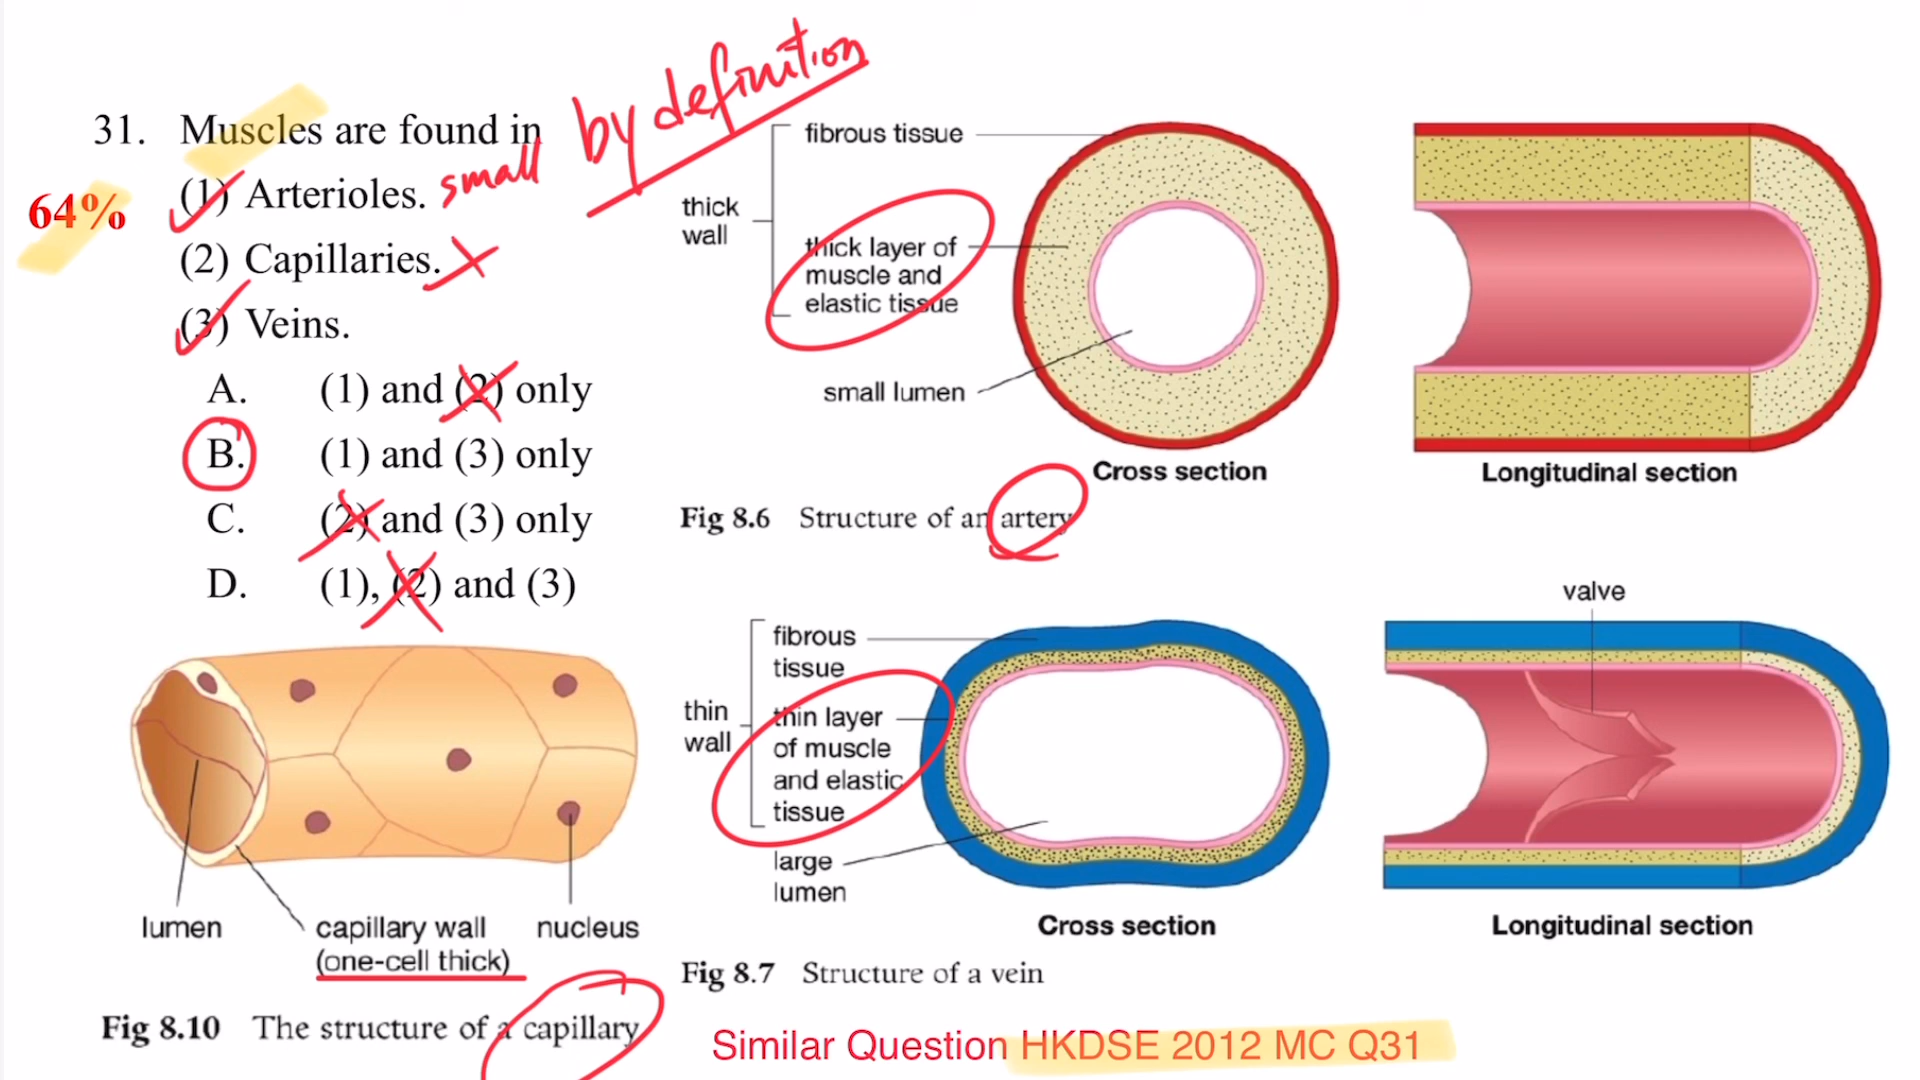 31. Muscles are found in
by definition
64%
(1) Arterioles. small
(2) Capillaries.
(3) Veins.
A. (1) and (2) only
B. (1) and (3) only
C. (2) and (3) only
D. (1), (2) and (3)
fibrous tissue
thick
wall
thick layer of
muscle and
elastic tissue
small lumen
Cross section
Longitudinal section
Fig 8.6 Structure of an artery
valve
fibrous
tissue
thin
wall
thin layer
of muscle
and elastic
tissue
large
lumen
Cross section
Longitudinal section
Fig 8.7 Structure of a vein
lumen
capillary wall
(one-cell thick)
nucleus
Fig 8.10 The structure of a capillary
Similar Question HKDSE 2012 MC Q31